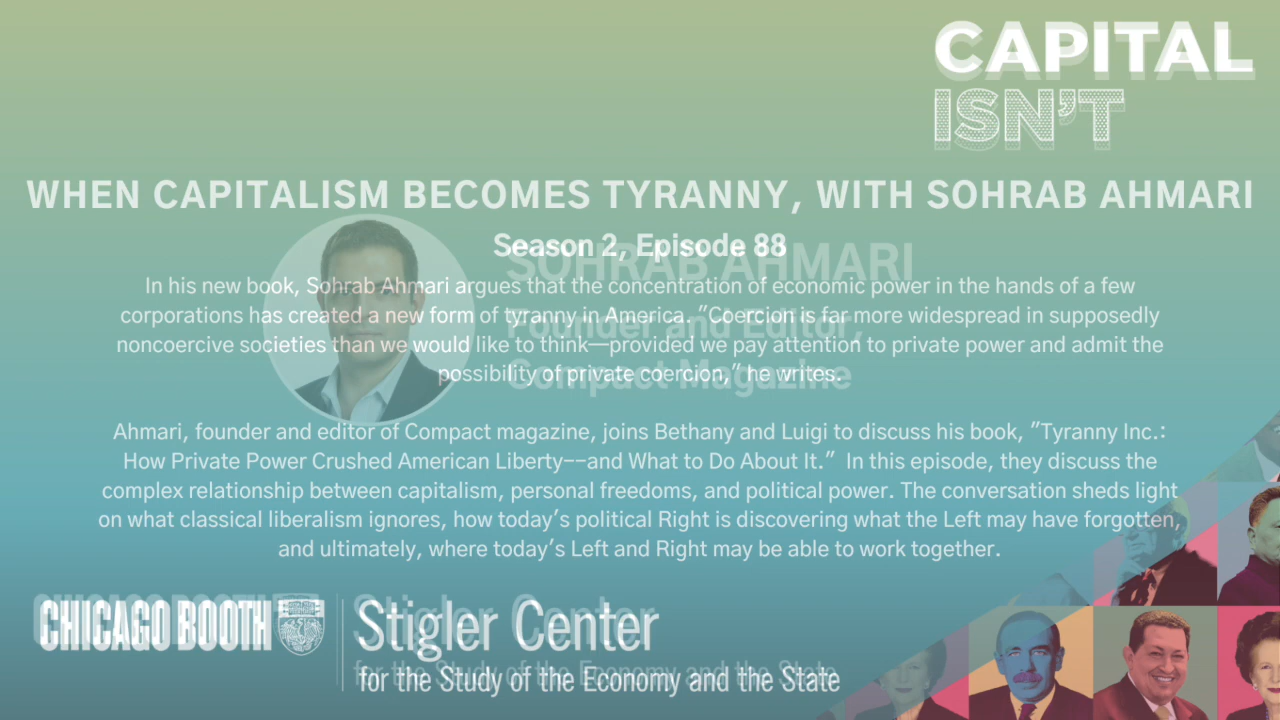 CAPITAL
ISN'T
WHEN CAPITALISM BECOMES TYRANNY, WITH SOHRAB AHMARI
Season 2, Episode 88
SOHRAB AHMARI
In his new book, Sohrab Ahmari argues that the concentration of economic power in the hands of a few
corporations has created a new form of tyranny in America. "Coercion is far more widespread in supposedly
Founder and Editor,
noncoercive societies than we would like to think—provided we pay attention to private power and admit the
possibility of private coercion," he writes.
Compact Magazine
Ahmari, founder and editor of Compact magazine, joins Bethany and Luigi to discuss his book, "Tyranny Inc.:
How Private Power Crushed American Liberty--and What to Do About It." In this episode, they discuss the
complex relationship between capitalism, personal freedoms, and political power. The conversation sheds light
on what classical liberalism ignores, how today's political Right is discovering what the Left may have forgotten,
and ultimately, where today's Left and Right may be able to work together.
CHICAGO BOOTH
Stigler Center
for the Study of the Economy and the State